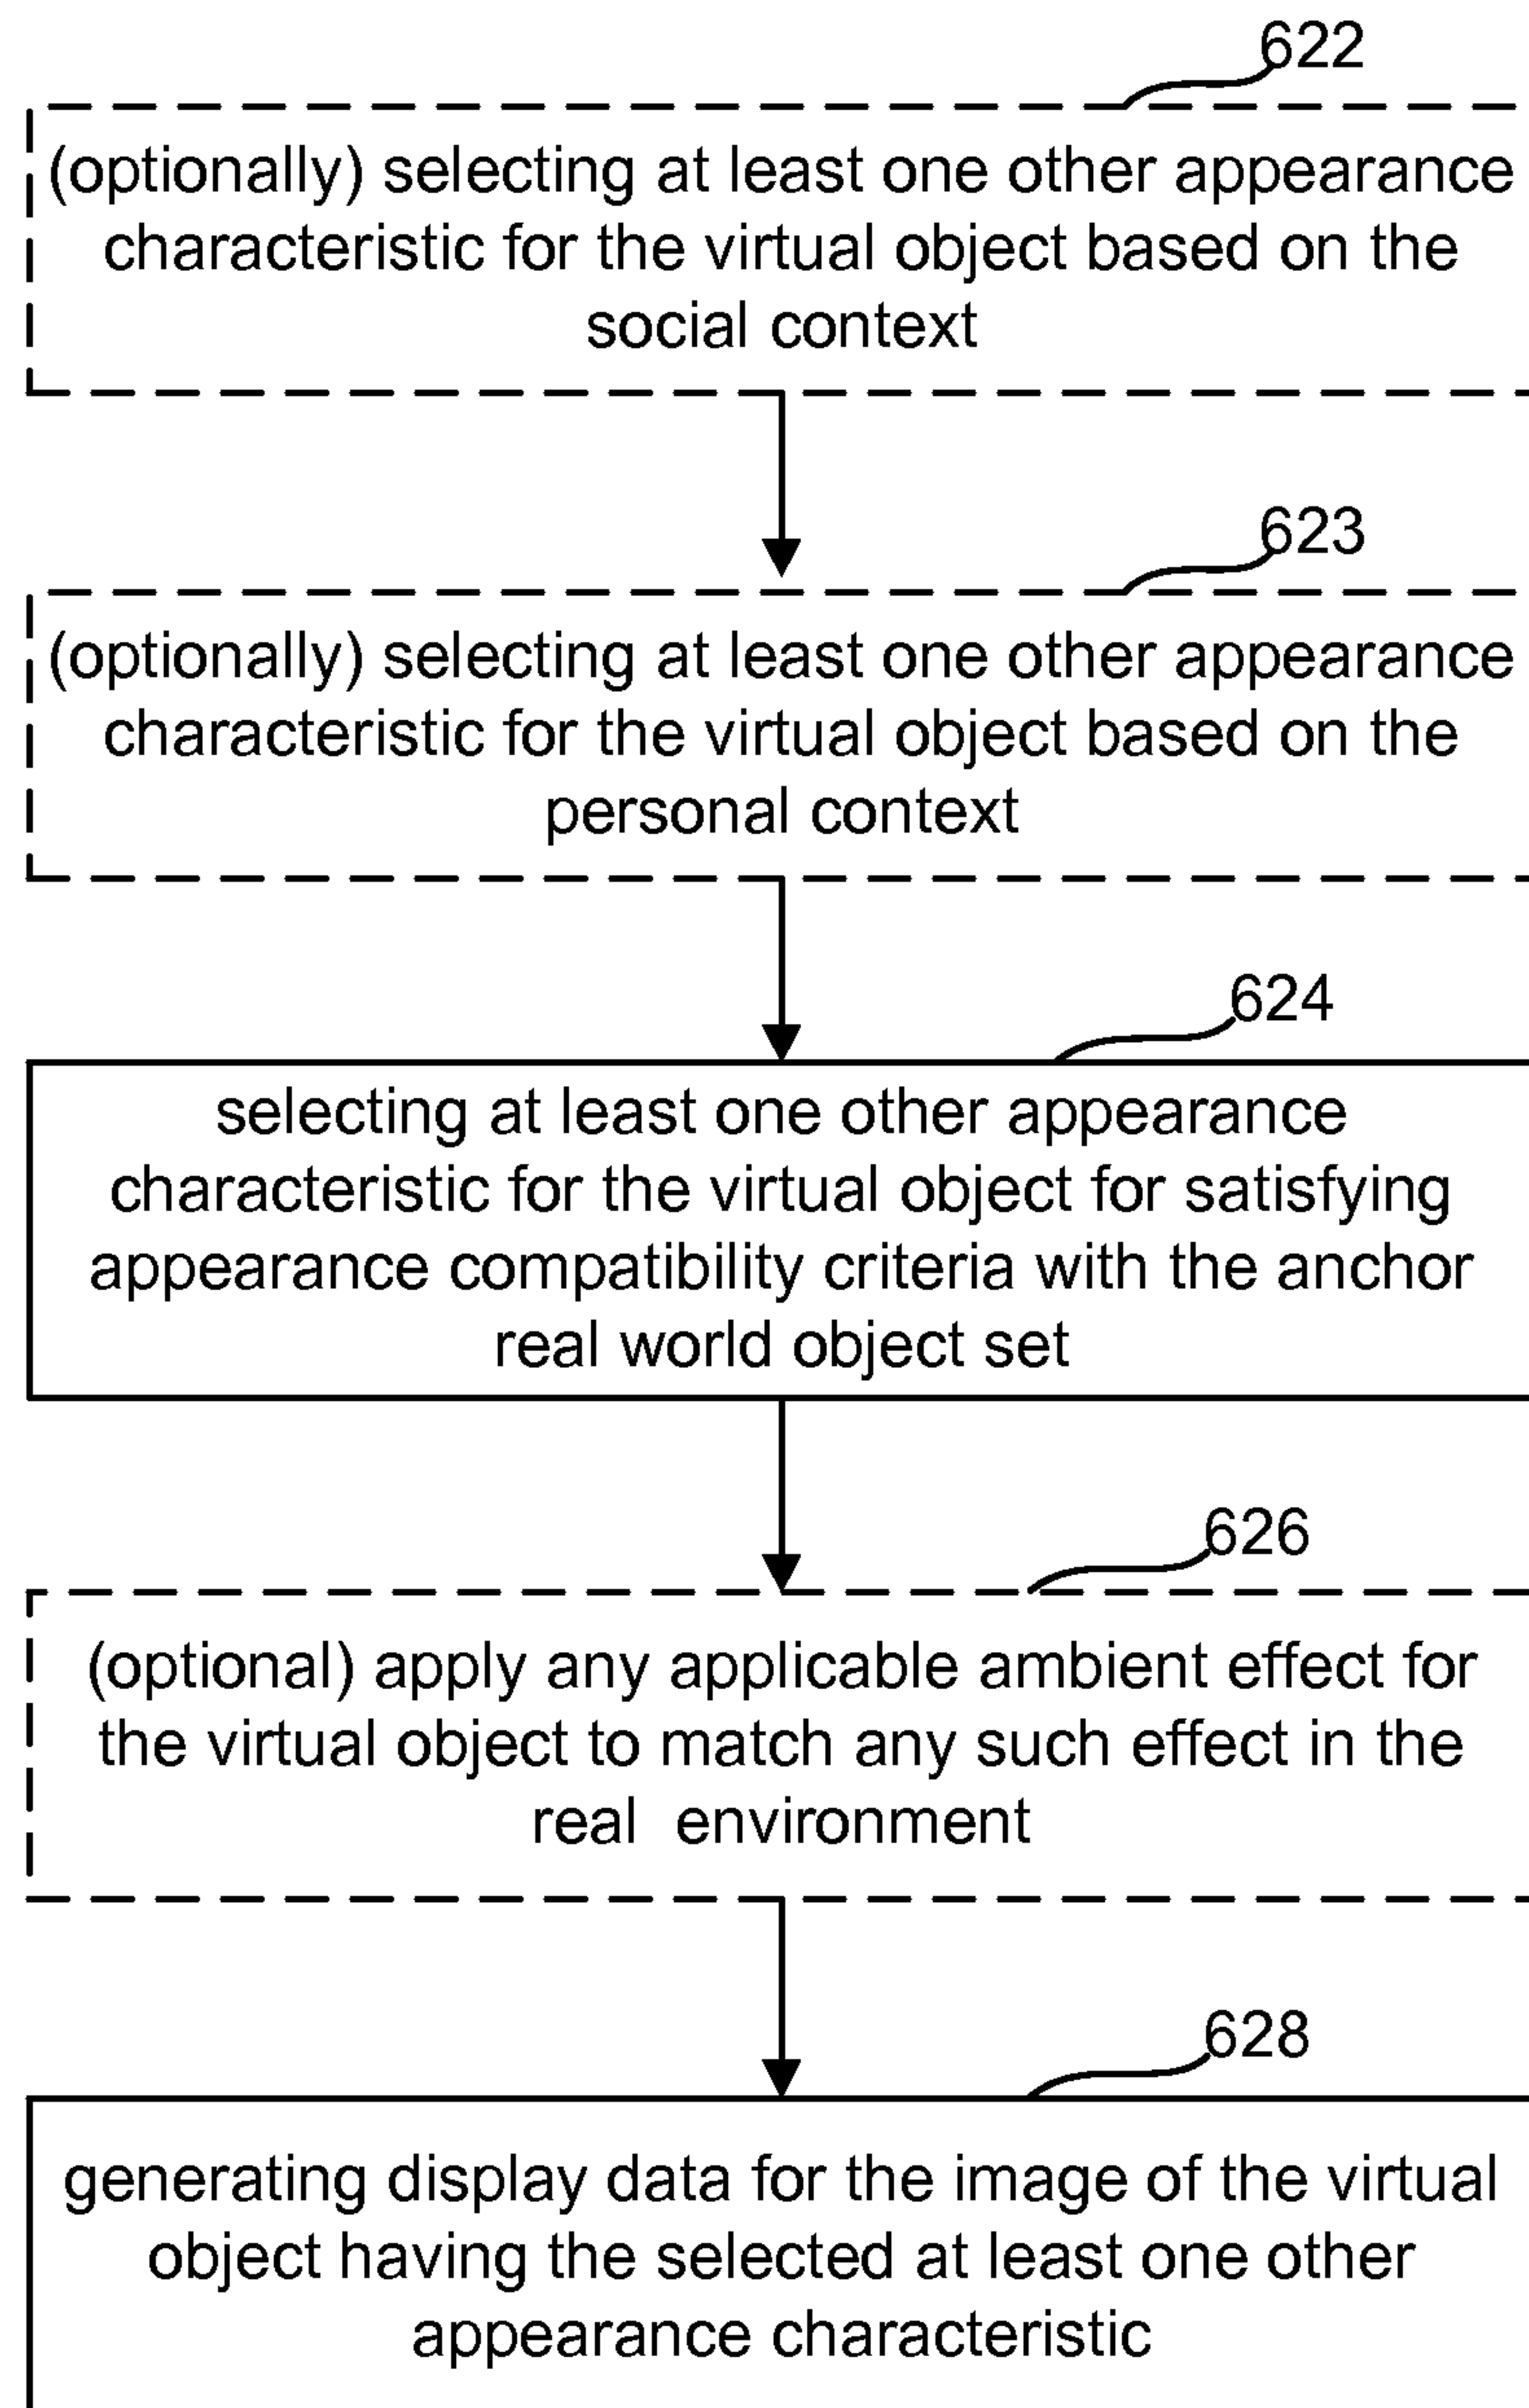 622
(optionally) selecting at least one other appearance
characteristic for the virtual object based on the
social context
623
(optionally) selecting at least one other appearance
characteristic for the virtual object based on the
personal context
624
selecting at least one other appearance
characteristic for the virtual object for satisfying
appearance compatibility criteria with the anchor
real world object set
626
(optional) apply any applicable ambient effect for
the virtual object to match any such effect in the
real environment
628
generating display data for the image of the virtual
object having the selected at least one other
appearance characteristic